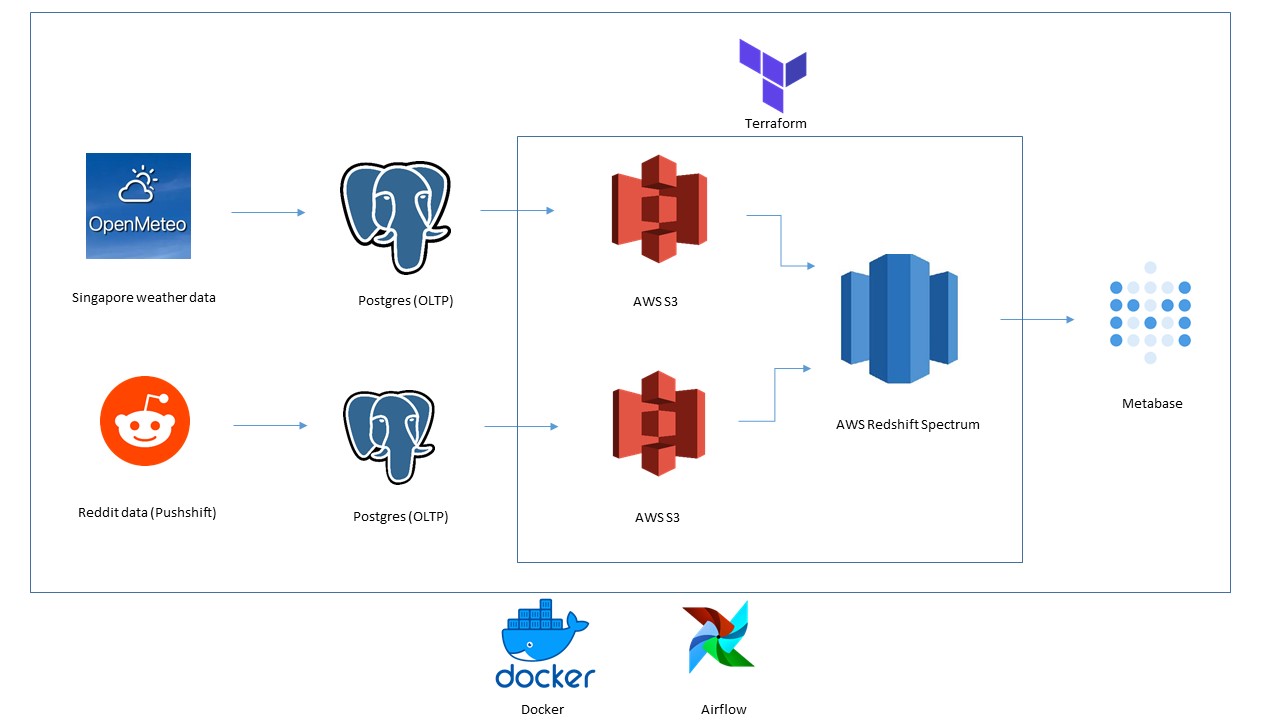 Terraform
OpenMeteo
Singapore weather data
Postgres (OLTP)
AWS S3
AWS Redshift Spectrum
Metabase
Reddit data (Pushshift)
Postgres (OLTP)
AWS S3
docker
Docker
Airflow